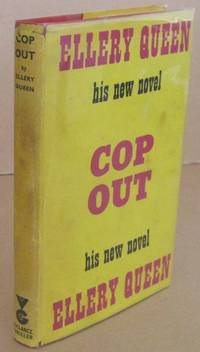 COP
OUT
by
ELLERY
QUEEN
ELLERY QUEEN
his new novel
COP
OUT
his new novel
ELLERY QUEEN